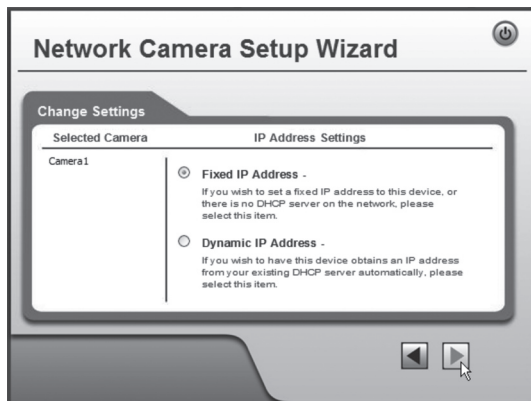 Network Camera Setup Wizard
Change Settings
Selected Camera
IP Address Settings
Camera1
Fixed IP Address -
If you wish to set a fixed IP address to this device, or
there is no DHCP server on the network, please
select this item.
Dynamic IP Address -
If you wish to have this device obtains an IP address
from your existing DHCP server automatically, please
select this item.